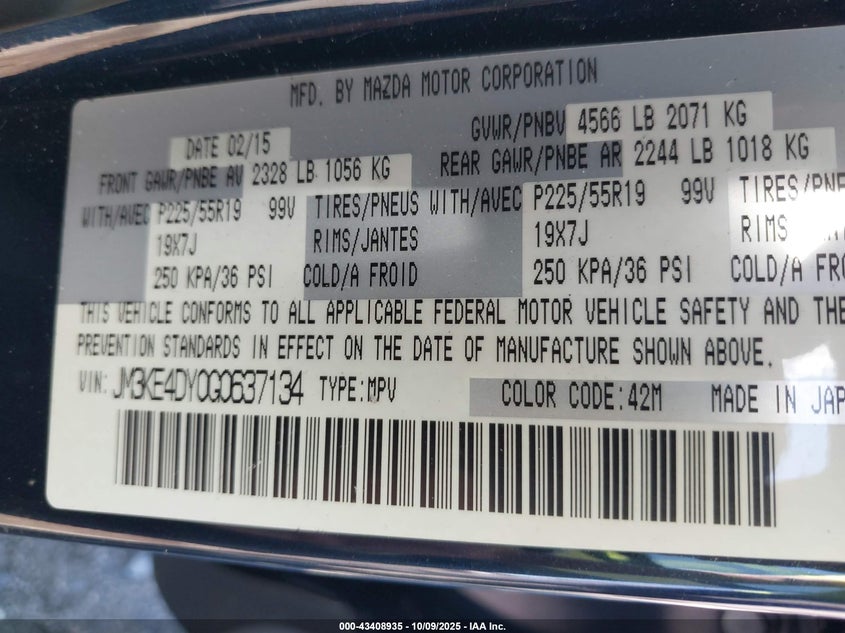 MFD. BY MAZDA MOTOR CORPORATION
DATE 02/15 GVWR/PNBV 4566 LB 2071 KG
FRONT GAWR/PNBE AV 2328 LB 1056 KG REAR GAWR/PNBE AR 2244 LB 1018 KG
WITH/AVEC P225/55R19 99V TIRES/PNEUS WITH/AVEC P225/55R19 99V TIRES/PNE
19X7J RIMS/JANTES 19X7J RIMS
250 KPA/36 PSI COLD/A FROID 250 KPA/36 PSI COLD/A FRO
THIS VEHICLE CONFORMS TO ALL APPLICABLE FEDERAL MOTOR VEHICLE SAFETY AND THE
PREVENTION STANDARDS IN EFFECT ON THE DATE OF MANUFACTURE SHOWN ABOVE.
VIN: JM3KE4DY0G0637134 TYPE:MPV COLOR CODE:42M MADE IN JAP
000-43408935 - 10/09/2025 - IAA Inc.